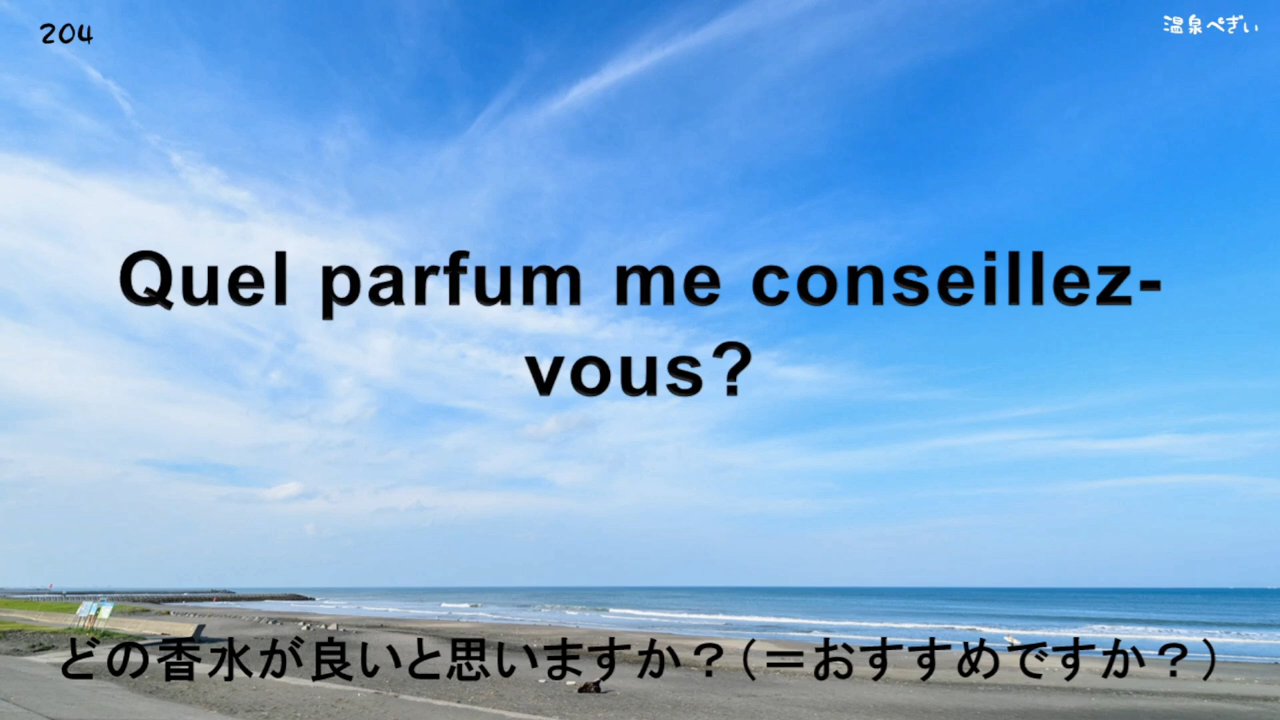 204
温泉ぺぎぃ
Quel parfum me conseillez-
vous?
どの香水が良いと思いますか？（＝おすすめですか？）